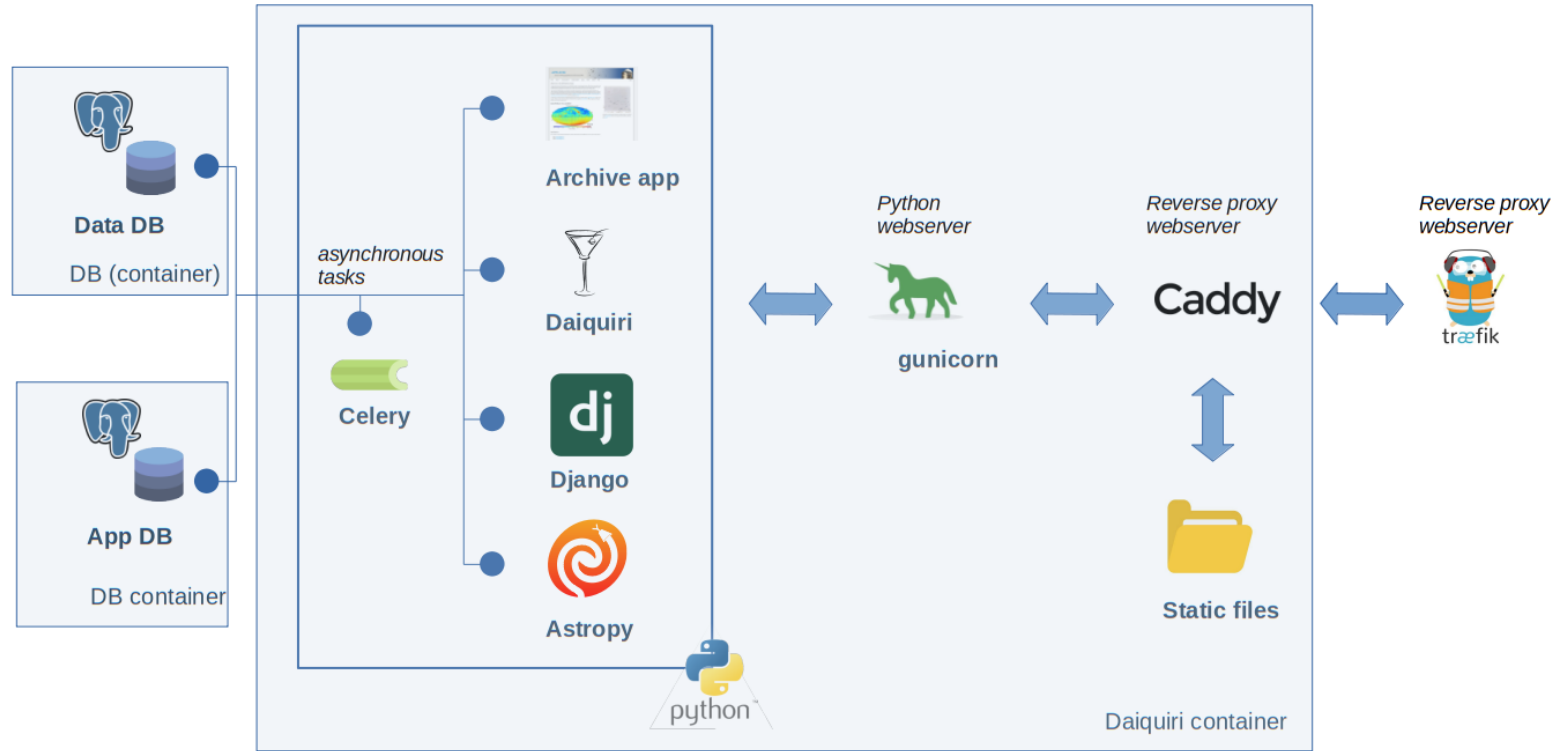 Data DB
DB (container)
App DB
DB container
asynchronous
tasks
Celery
Archive app
Daiquiri
dj
Django
Astropy
python
Python
webserver
gunicorn
Reverse proxy
webserver
Caddy
Static files
Daiquiri container
Reverse proxy
webserver
træfik